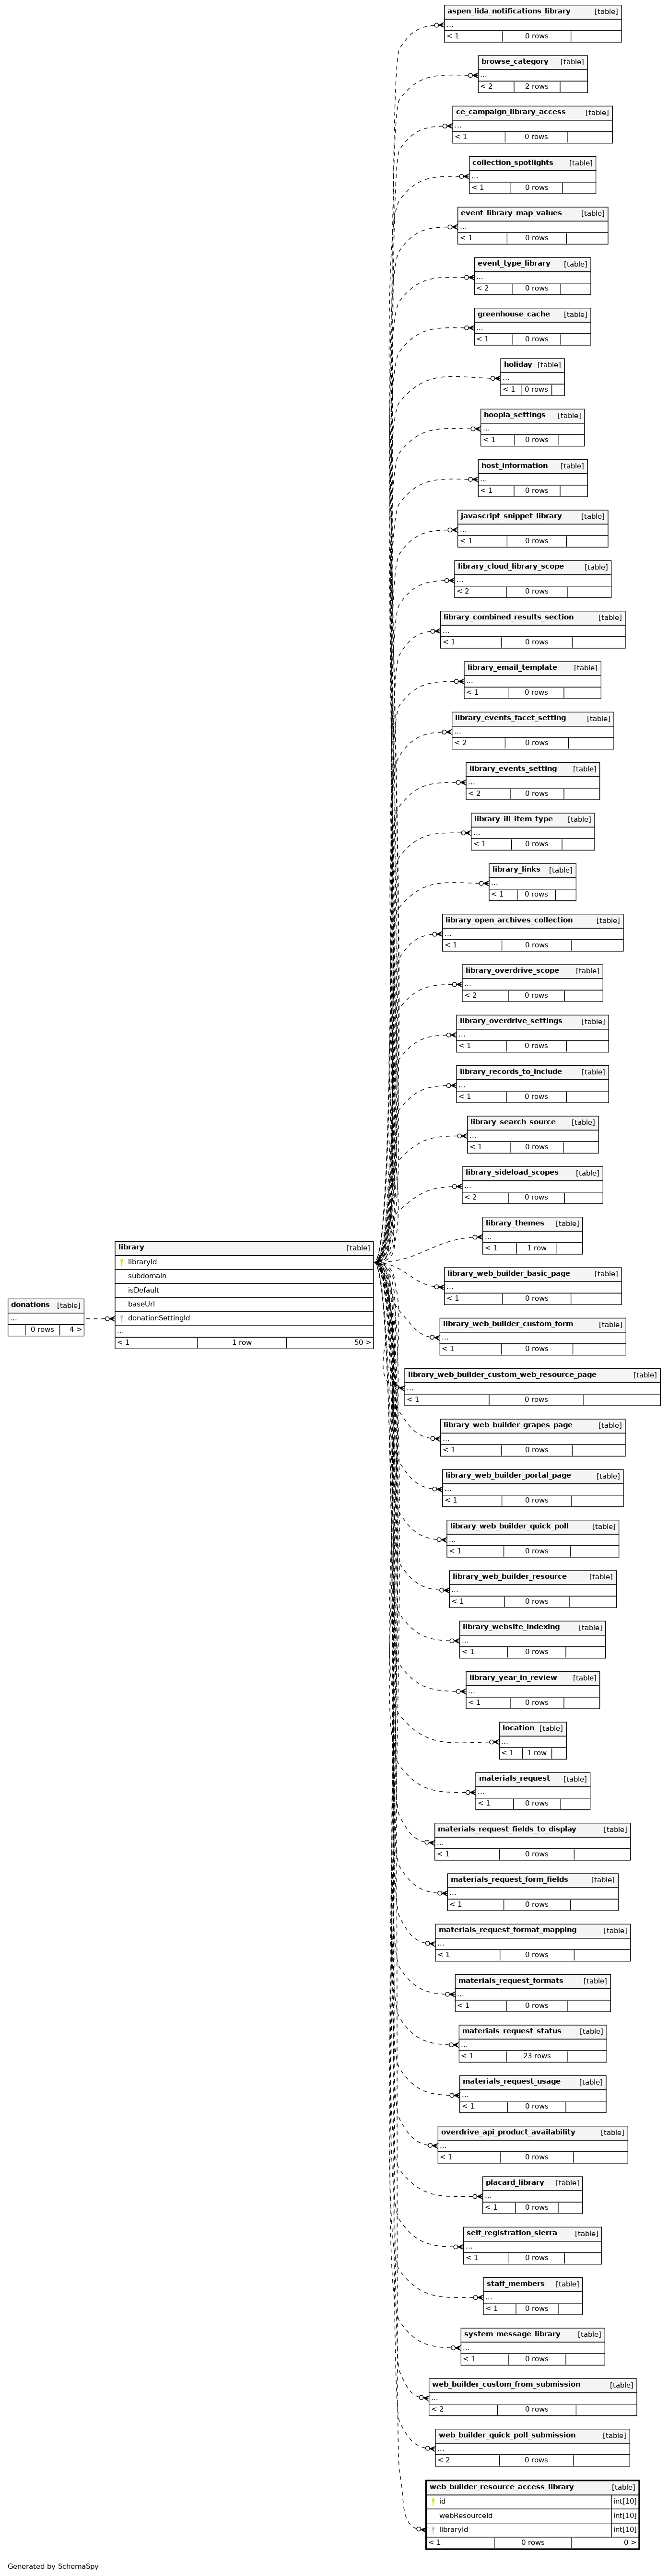 aspen_lida_notifications_library [table]
...
< 1 0 rows
browse_category [table]
...
< 2 2 rows
ce_campaign_library_access [table]
...
< 1 0 rows
collection_spotlights [table]
...
< 1 0 rows
event_library_map_values [table]
...
< 1 0 rows
event_type_library [table]
...
< 2 0 rows
greenhouse_cache [table]
...
< 1 0 rows
holiday [table]
...
< 1 0 rows
hoopla_settings [table]
...
< 1 0 rows
host_information [table]
...
< 1 0 rows
javascript_snippet_library [table]
...
< 1 0 rows
library_cloud_library_scope [table]
...
< 2 0 rows
library_combined_results_section [table]
...
< 1 0 rows
library_email_template [table]
...
< 1 0 rows
library_events_facet_setting [table]
...
< 2 0 rows
library_events_setting [table]
...
< 2 0 rows
library_ill_item_type [table]
...
< 1 0 rows
library_links [table]
...
< 1 0 rows
library_open_archives_collection [table]
...
< 1 0 rows
library_overdrive_scope [table]
...
< 2 0 rows
library_overdrive_settings [table]
...
< 1 0 rows
library_records_to_include [table]
...
< 1 0 rows
library_search_source [table]
...
< 1 0 rows
library_sideload_scopes [table]
...
< 2 0 rows
library_themes [table]
...
< 1 1 row
library [table]
libraryId
subdomain
isDefault
baseUrl
donationSettingId
...
< 1 1 row 50 >
donations [table]
...
0 rows 4 >
library_web_builder_basic_page [table]
...
< 1 0 rows
library_web_builder_custom_form [table]
...
< 1 0 rows
library_web_builder_custom_web_resource_page [table]
...
< 1 0 rows
library_web_builder_grapes_page [table]
...
< 1 0 rows
library_web_builder_portal_page [table]
...
< 1 0 rows
library_web_builder_quick_poll [table]
...
< 1 0 rows
library_web_builder_resource [table]
...
< 1 0 rows
library_website_indexing [table]
...
< 1 0 rows
library_year_in_review [table]
...
< 1 0 rows
location [table]
...
< 1 1 row
materials_request [table]
...
< 1 0 rows
materials_request_fields_to_display [table]
...
< 1 0 rows
materials_request_form_fields [table]
...
< 1 0 rows
materials_request_format_mapping [table]
...
< 1 0 rows
materials_request_formats [table]
...
< 1 0 rows
materials_request_status [table]
...
< 1 23 rows
materials_request_usage [table]
...
< 1 0 rows
overdrive_api_product_availability [table]
...
< 1 0 rows
placard_library [table]
...
< 1 0 rows
self_registration_sierra [table]
...
< 1 0 rows
staff_members [table]
...
< 1 0 rows
system_message_library [table]
...
< 1 0 rows
web_builder_custom_from_submission [table]
...
< 2 0 rows
web_builder_quick_poll_submission [table]
...
< 2 0 rows
web_builder_resource_access_library [table]
id int[10]
webResourceId int[10]
libraryId int[10]
< 1 0 rows 0 >
Generated by SchemaSpy